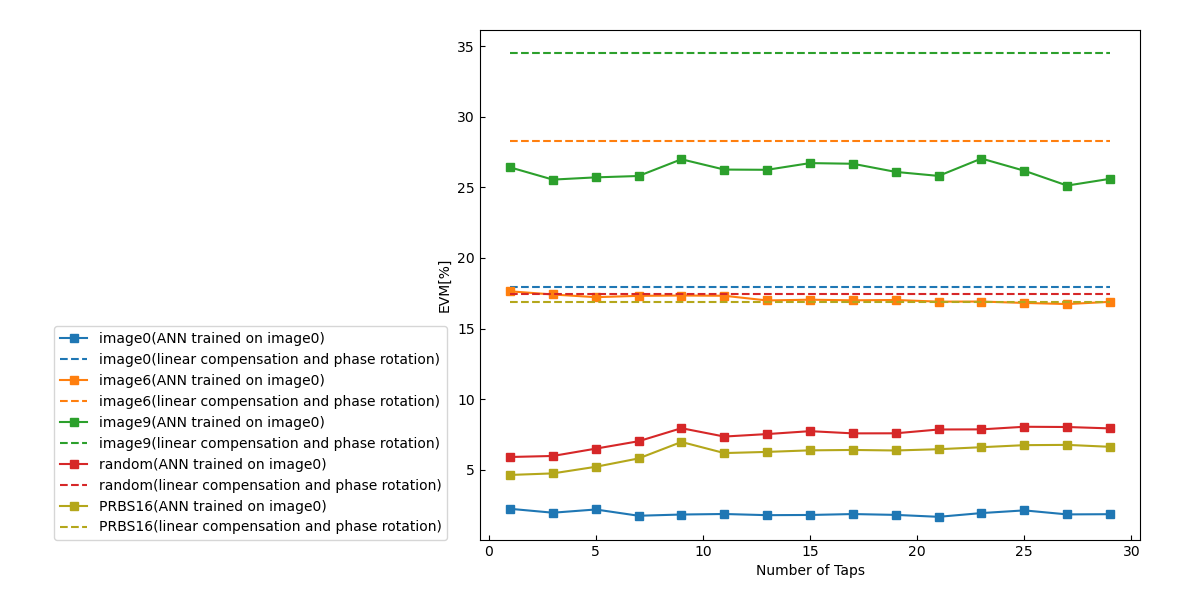 35
30
25
20
15
10
5
EVM[%]
0
5
10
15
20
25
30
Number of Taps
image0(ANN trained on image0)
image0(linear compensation and phase rotation)
image6(ANN trained on image0)
image6(linear compensation and phase rotation)
image9(ANN trained on image0)
image9(linear compensation and phase rotation)
random(ANN trained on image0)
random(linear compensation and phase rotation)
PRBS16(ANN trained on image0)
PRBS16(linear compensation and phase rotation)